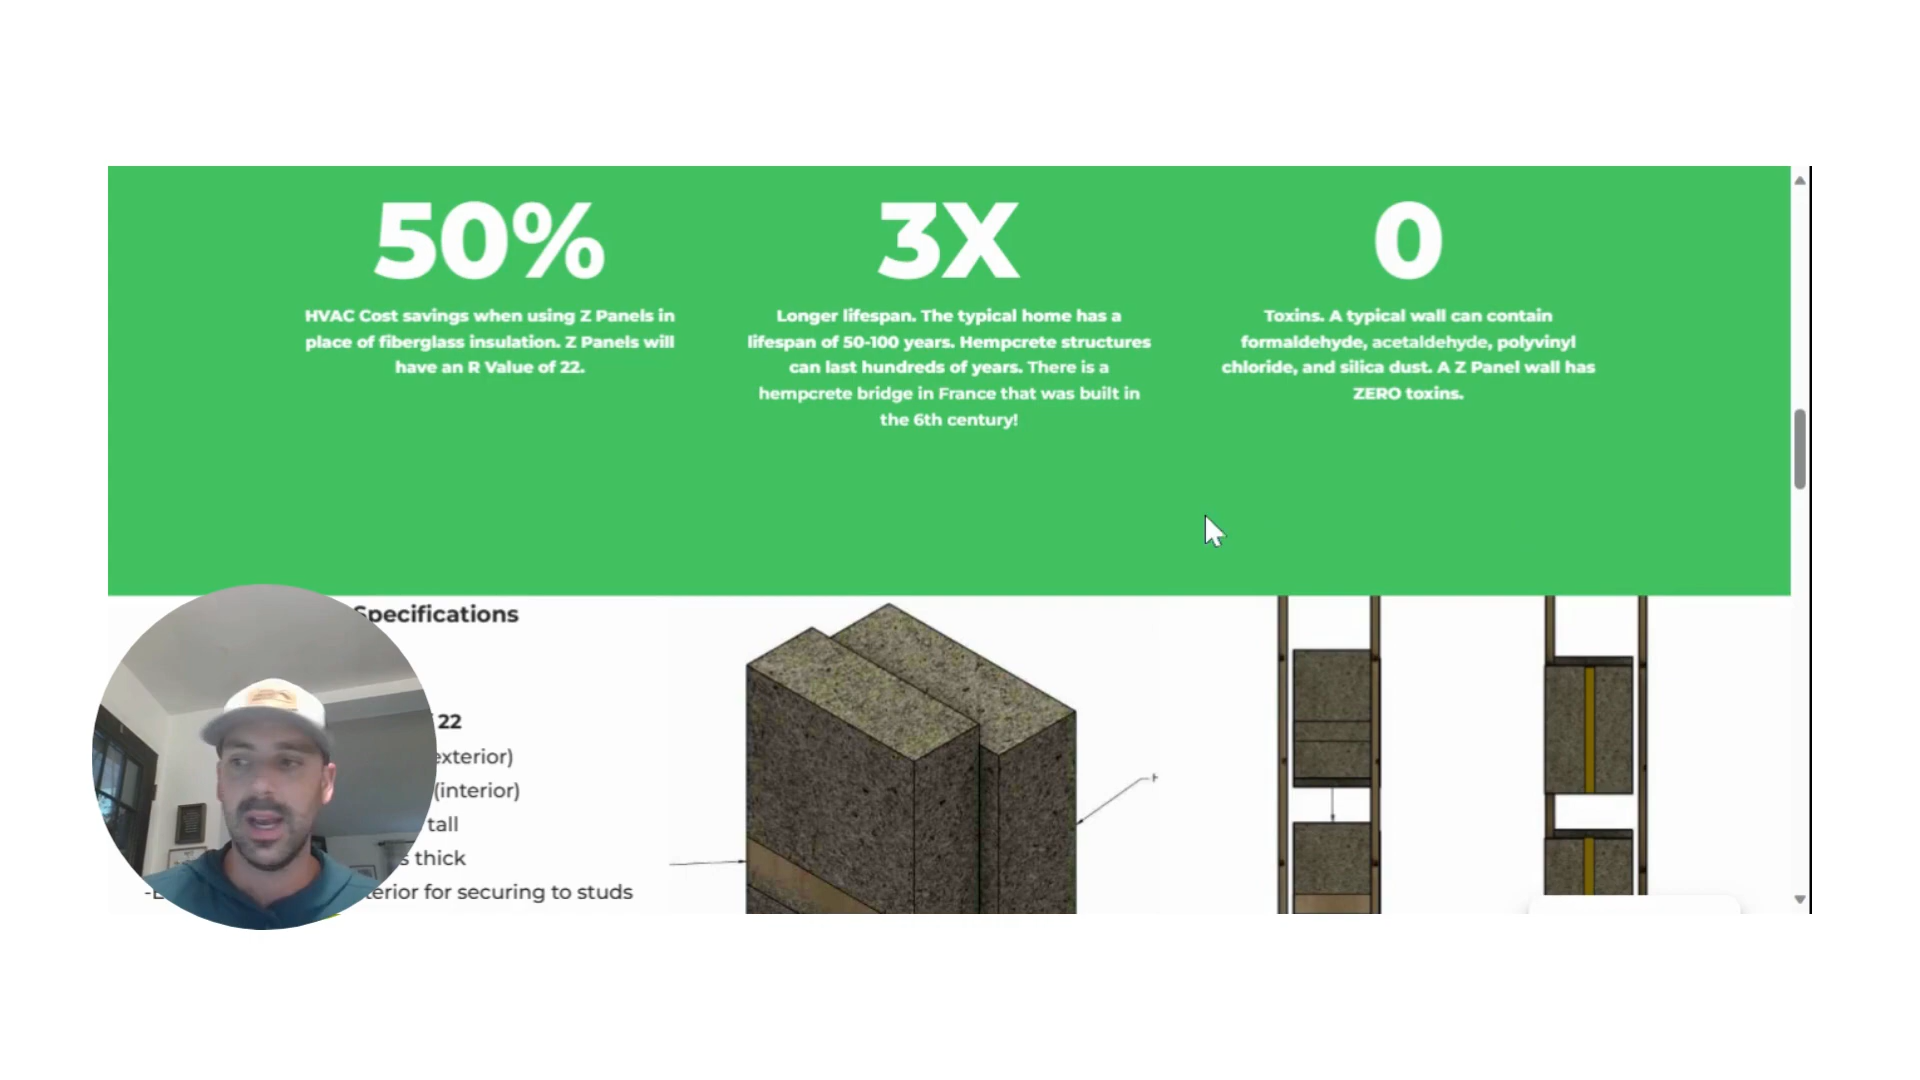 50%
HVAC Cost savings when using Z Panels in
place of fiberglass insulation. Z Panels will
have an R Value of 22.
3X
Longer lifespan. The typical home has a
lifespan of 50-100 years. Hempcrete structures
can last hundreds of years. There is a
hempcrete bridge in France that was built in
the 6th century!
0
Toxins. A typical wall can contain
formaldehyde, acetaldehyde, polyvinyl
chloride, and silica dust. A Z Panel wall has
ZERO toxins.
Specifications
22
exterior)
(interior)
tall
thick
for securing to studs